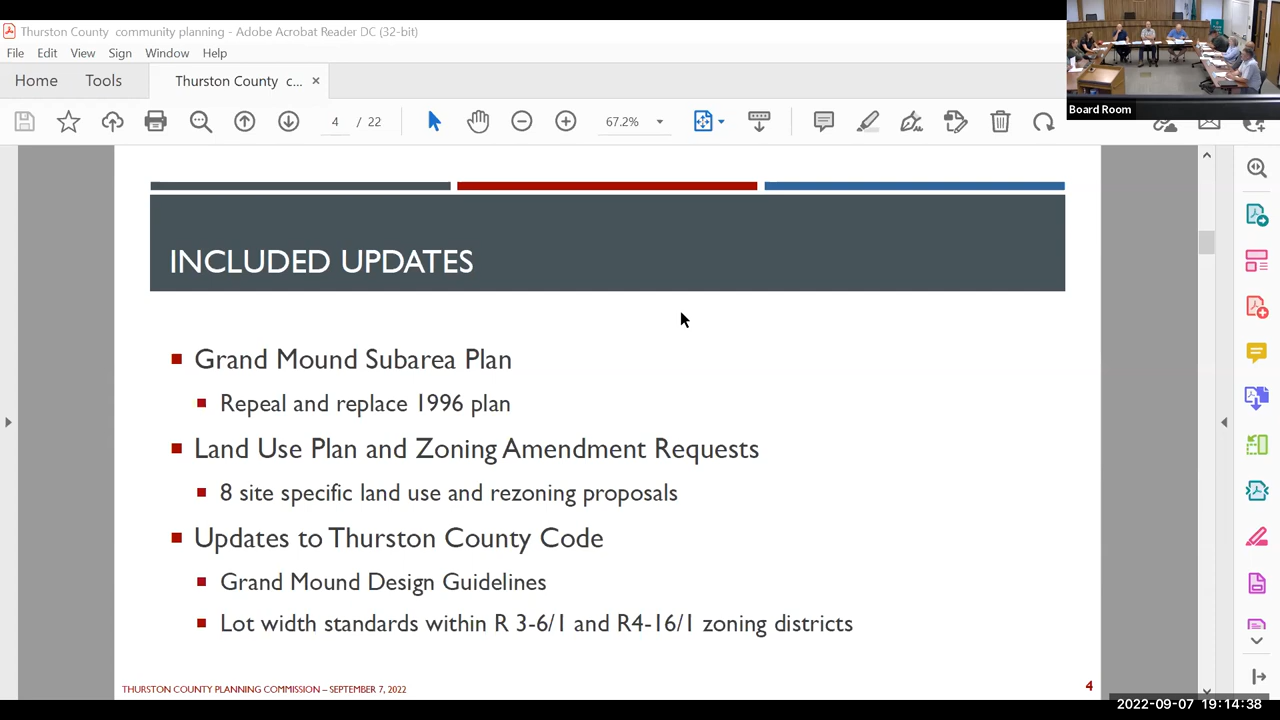 Thurston County community planning - Adobe Acrobat Reader DC (32-bit)
File Edit View Sign Window Help
Home Tools Thurston County c... ×
4 / 22 67.2%
Board Room
INCLUDED UPDATES
Grand Mound Subarea Plan
Repeal and replace 1996 plan
Land Use Plan and Zoning Amendment Requests
8 site specific land use and rezoning proposals
Updates to Thurston County Code
Grand Mound Design Guidelines
Lot width standards within R 3-6/1 and R4-16/1 zoning districts
THURSTON COUNTY PLANNING COMMISSION – SEPTEMBER 7, 2022
4
2022-09-07 19:14:38